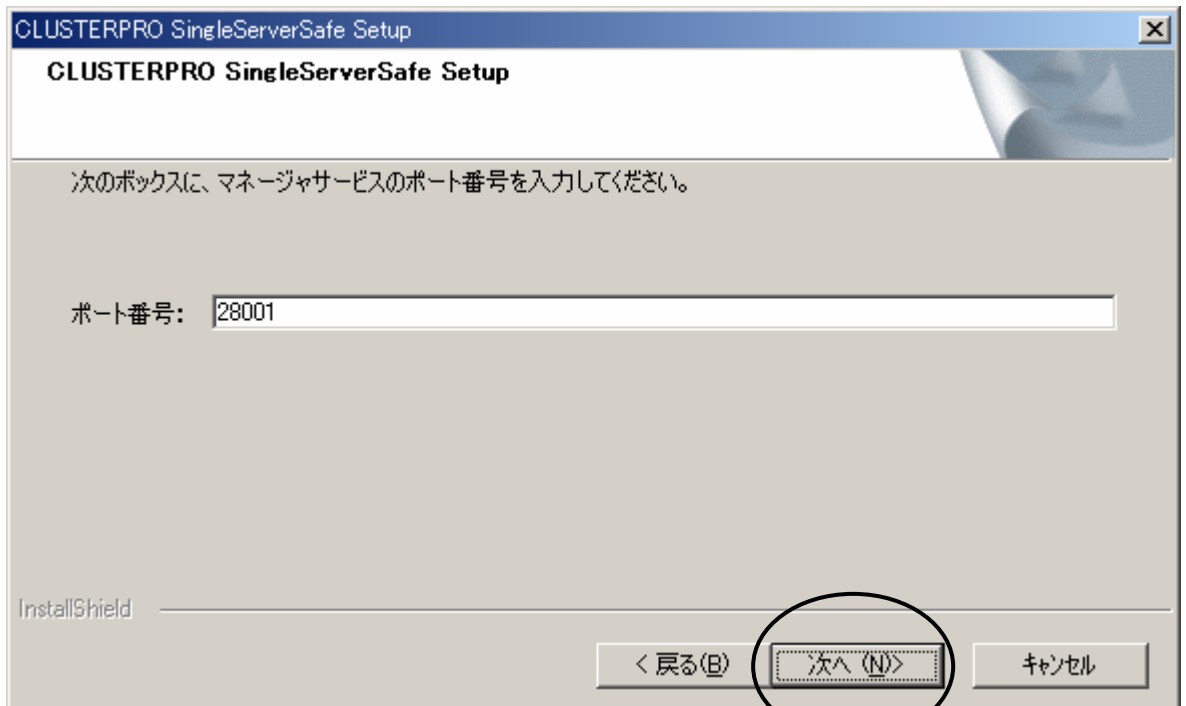 CLUSTERPRO SingleServerSafe Setup
CLUSTERPRO SingleServerSafe Setup
次のボックスに、マネージャサービスのポート番号を入力してください。
ポート番号: 28001
InstallShield
< 戻る(B) 次へ (N)> キャンセル